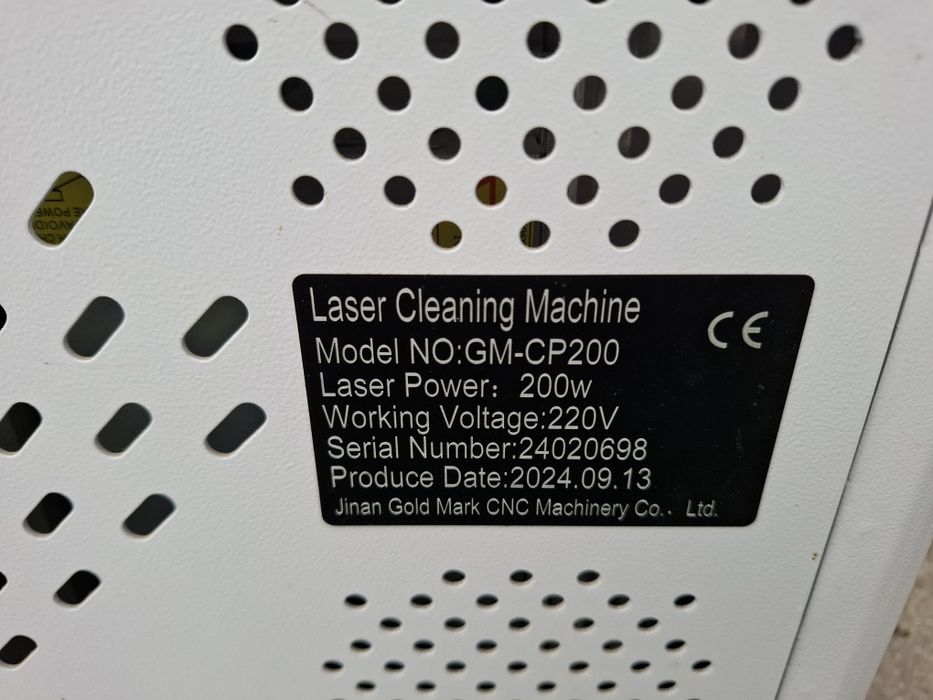 Laser Cleaning Machine
CE
Model NO:GM-CP200
Laser Power: 200w
Working Voltage:220V
Serial Number:24020698
Produce Date:2024.09.13
Jinan Gold Mark CNC Machinery Co., Ltd.
AVOID